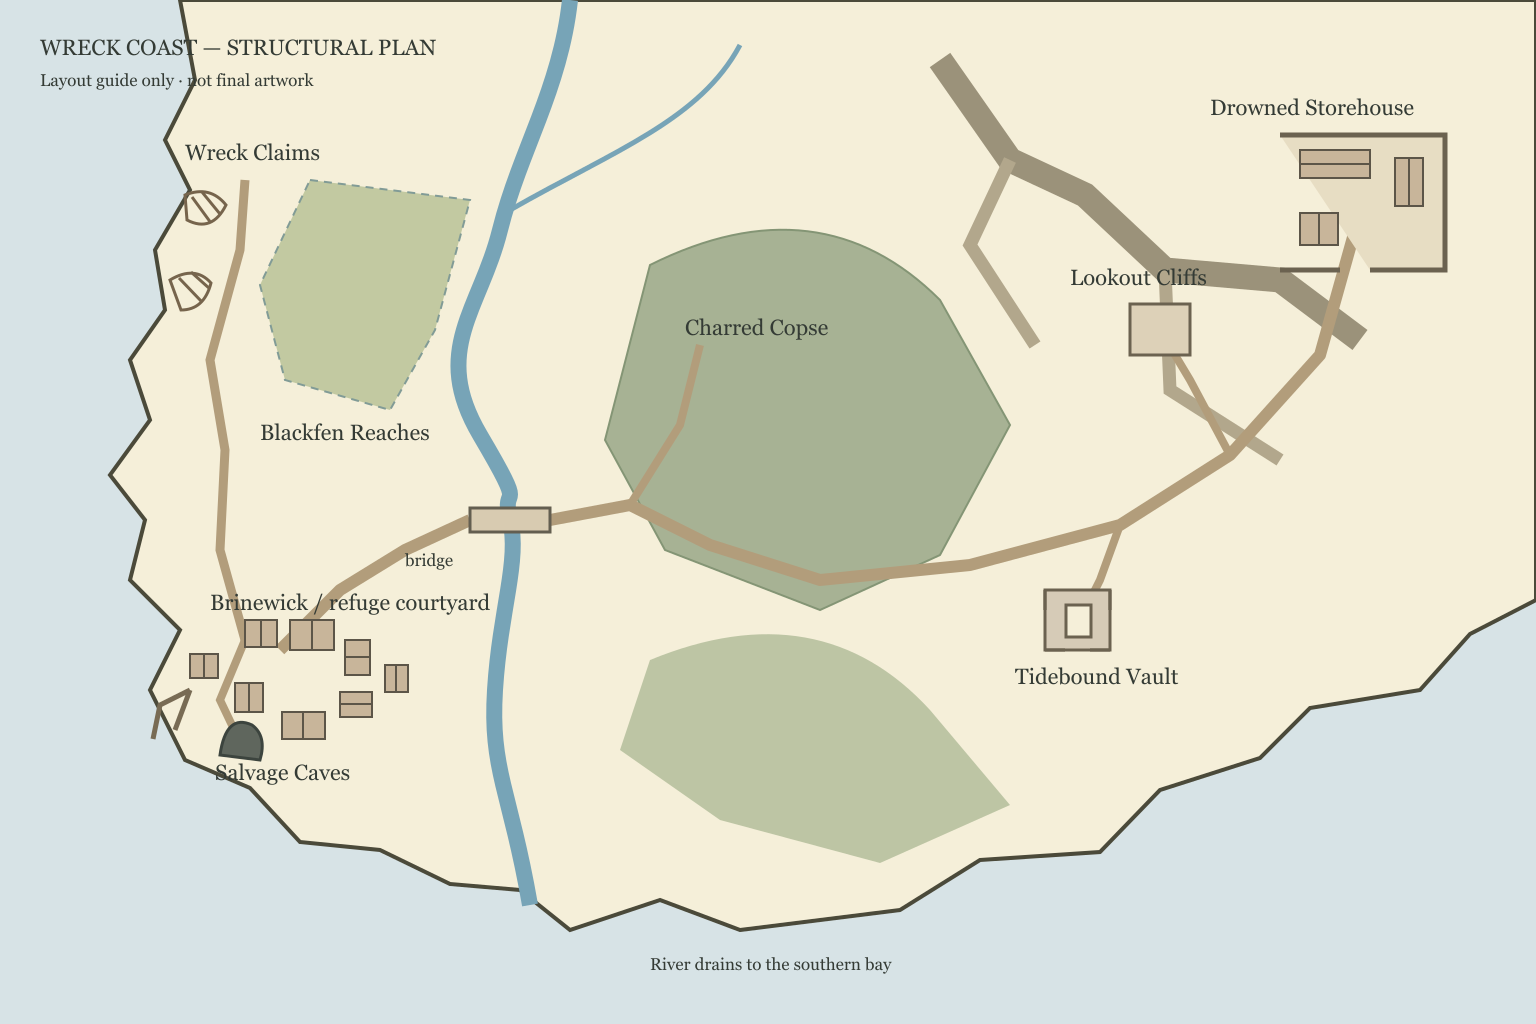 WRECK COAST — STRUCTURAL PLAN
Layout guide only · not final artwork
Drowned Storehouse
Wreck Claims
Lookout Cliffs
Charred Copse
Blackfen Reaches
bridge
Brinewick / refuge courtyard
Tidebound Vault
Salvage Caves
River drains to the southern bay